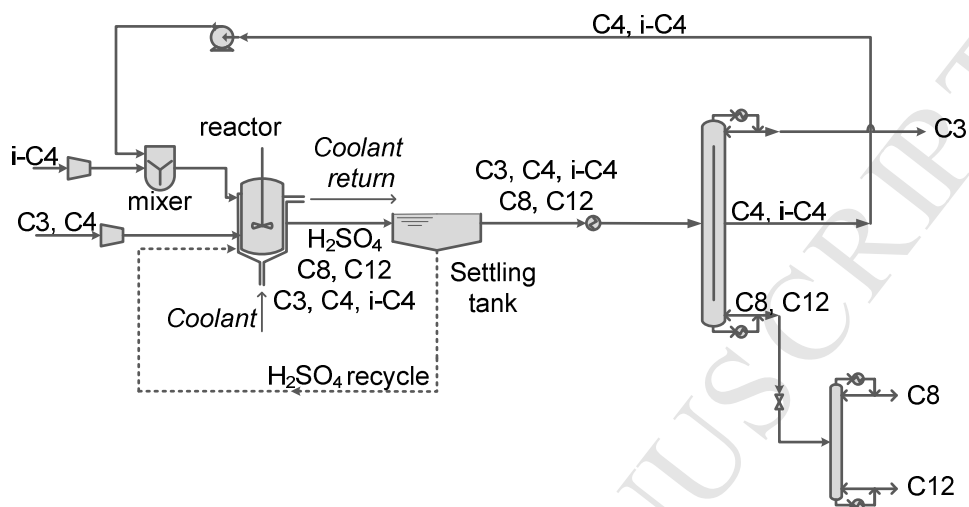 C4, i-C4
reactor
Coolant
return
C3
i-C4
C3, C4, i-C4
C8, C12
mixer
C4, i-C4
C3, C4
H₂SO₄
C8, C12
C3, C4, i-C4
Settling
tank
Coolant
C8, C12
H₂SO₄ recycle
C8
C12